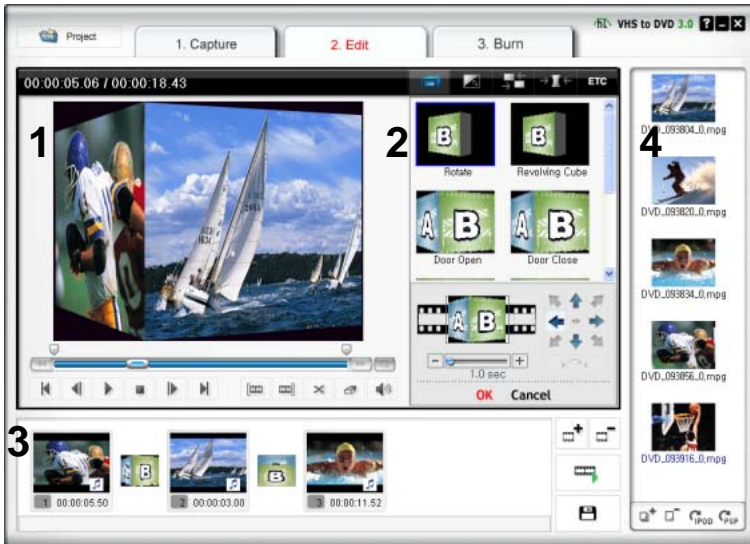 Project
1. Capture
2. Edit
3. Burn
VHS to DVD 3.0
00:00:05.06 / 00:00:18.43
ETC
1
2
B
Rotate
B
Revolving Cube
A B
Door Open
A B
Door Close
A B
1.0 sec
OK Cancel
4
DVD_093804_0,mpg
DVD_093820_0,mpg
DVD_093834_0,mpg
DVD_093856_0,mpg
DVD_093916_0,mpg
IPOD
PSP
3
B
B
1 00:00:05.50
2 00:00:03.00
3 00:00:11.52